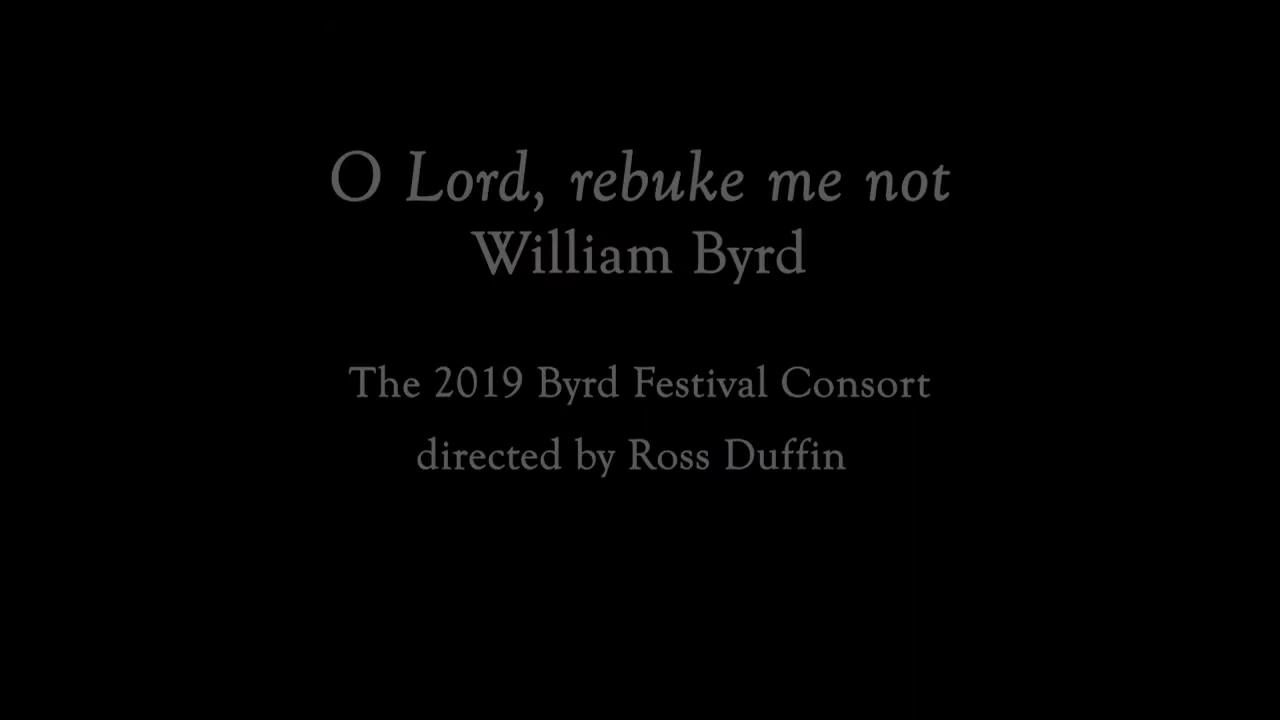 O Lord, rebuke me not
William Byrd
The 2019 Byrd Festival Consort
directed by Ross Duffin